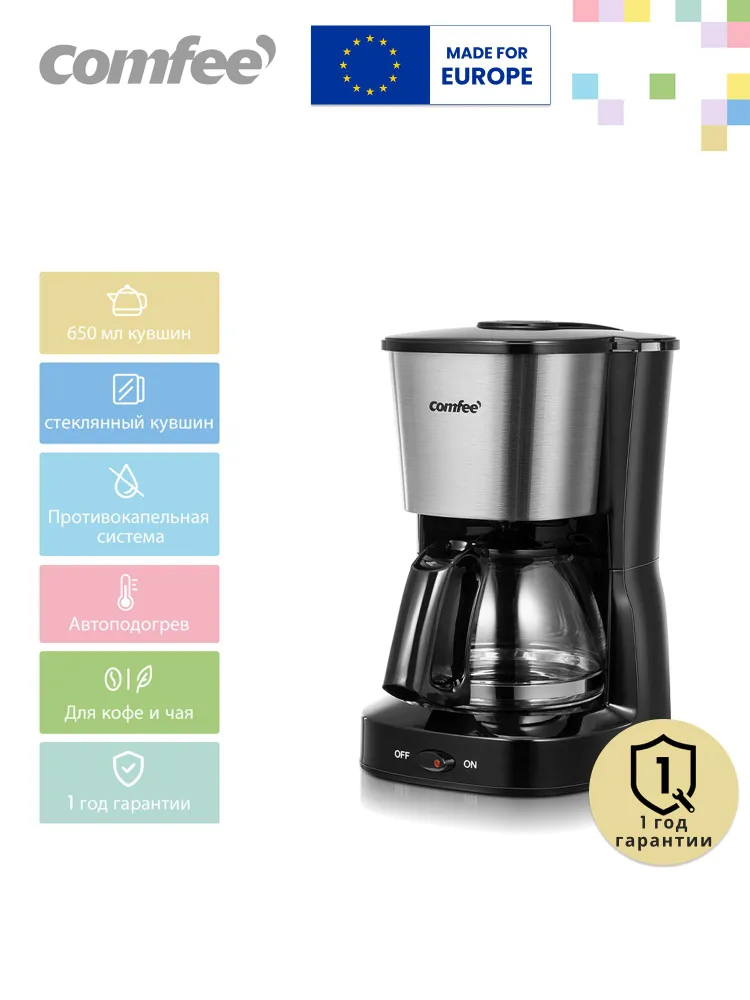 comfee
MADE FOR
EUROPE
650 мл кувшин
стеклянный кувшин
Противокапельная
система
Автоподогрев
Для кофе и чая
1 год гарантии
comfee
OFF
ON
1
1 год
гарантии